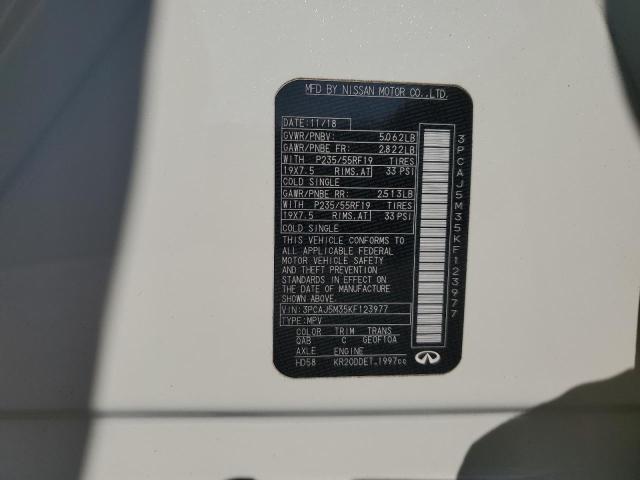 MFD BY NISSAN MOTOR CO.,LTD.
DATE: 11/18
GVWR/PNBV: 5.062LB
GAWR/PNBE FR: 2.822LB
WITH P235/55RF19 TIRES
19X7.5 RIMS.AT 33 PSI
COLD SINGLE
GAWR/PNBE RR: 2.513LB
WITH P235/55RF19 TIRES
19X7.5 RIMS.AT 33 PSI
COLD SINGLE
THIS VEHICLE CONFORMS TO
ALL APPLICABLE FEDERAL
MOTOR VEHICLE SAFETY
AND THEFT PREVENTION
STANDARDS IN EFFECT ON
THE DATE OF MANUFACTURE
SHOWN ABOVE.
VIN: 3PCAJ5M35KF123977
TYPE: MPV
COLOR TRIM TRANS
QAB C GE0F10A
AXLE ENGINE
HD58 KR20DDET 1997cc
3PCAJ5M35KF123977